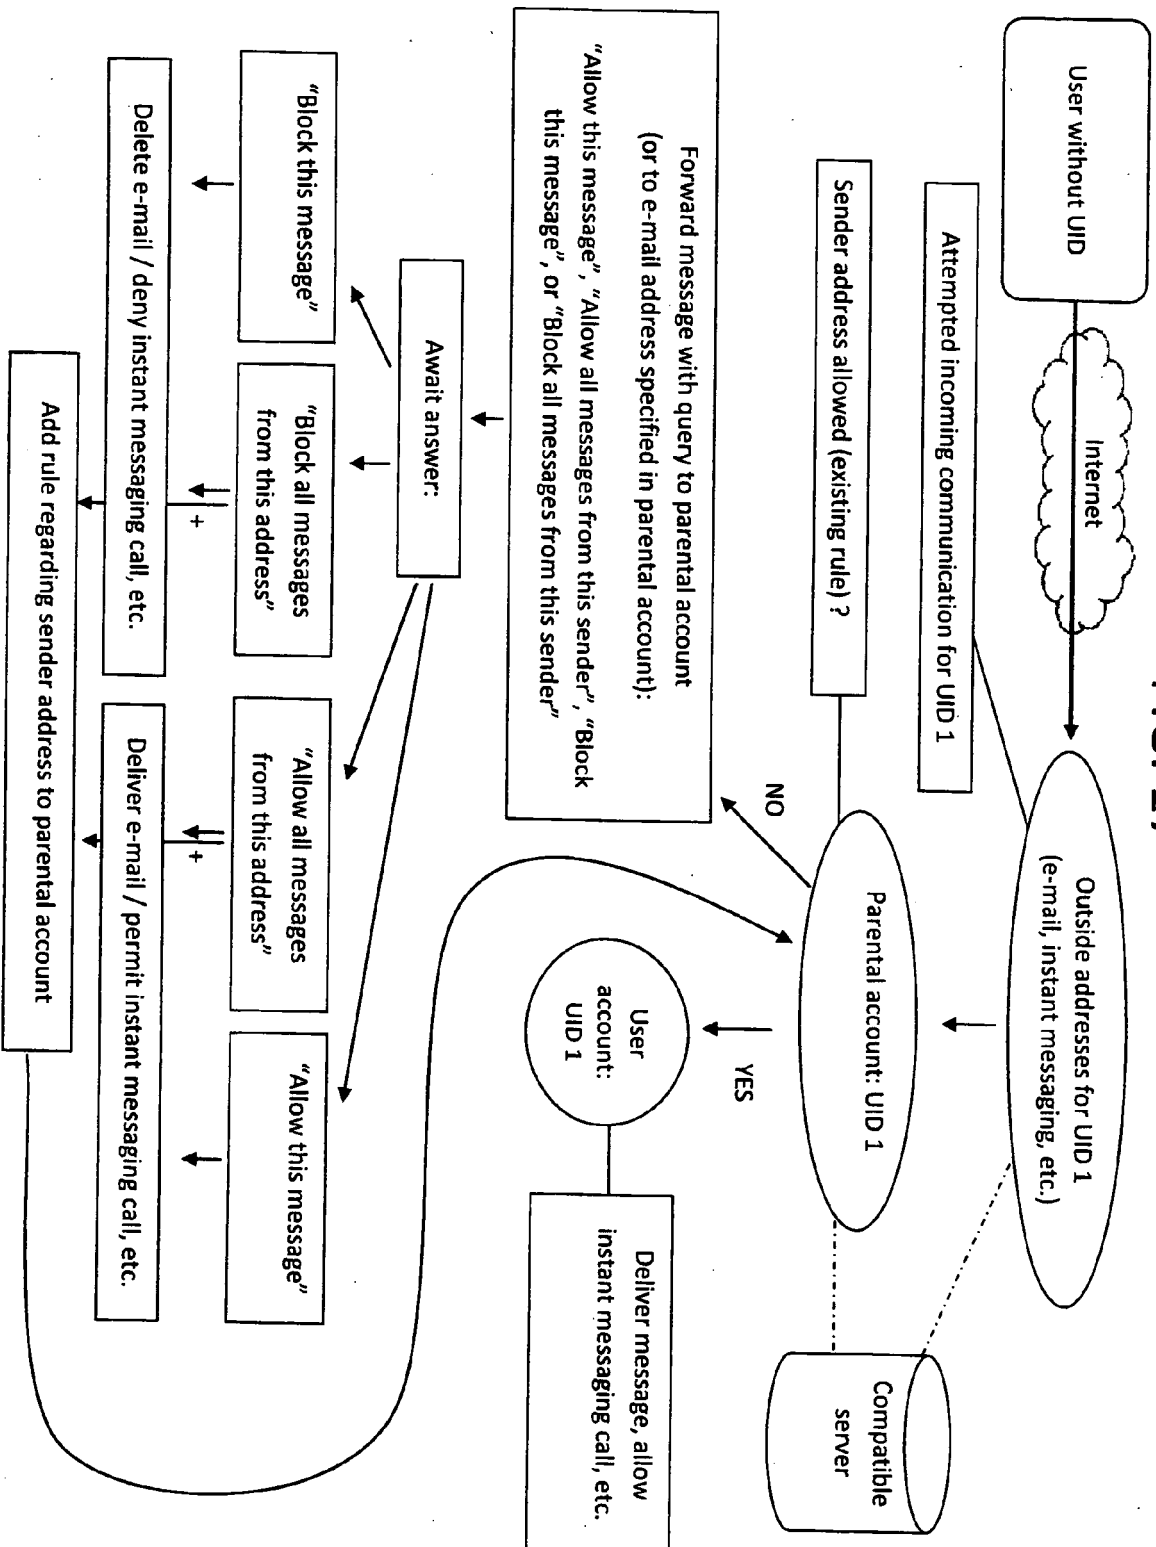 User without UID
Internet
Outside addresses for UID 1
(e-mail, instant messaging, etc.)
Attempted incoming communication for UID 1
Compatible
server
Sender address allowed (existing rule) ?
Parental account: UID 1
NO
YES
User
account:
UID 1
Deliver message, allow
instant messaging call, etc.
Forward message with query to parental account
(or to e-mail address specified in parental account):
“Allow this message”, “Allow all messages from this sender”, “Block
this message”, or “Block all messages from this sender”
Await answer:
“Block this message”
“Block all messages
from this address”
“Allow all messages
from this address”
“Allow this message”
+
+
Delete e-mail / deny instant messaging call, etc.
Deliver e-mail / permit instant messaging call, etc.
Add rule regarding sender address to parental account